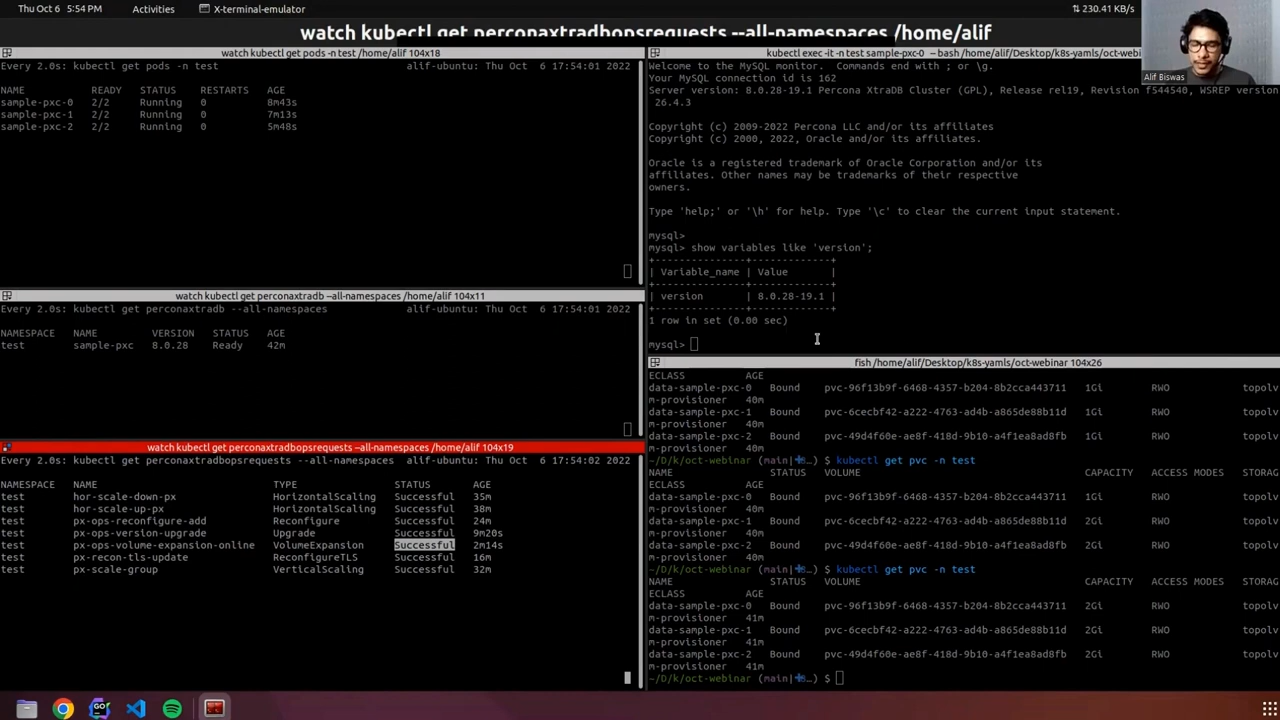 Thu Oct 6 5:54 PM Activities X-terminal-emulator 230.41 KB/s
watch kubectl get perconaxtradbopsrequests --all-namespaces /home/alif
watch kubectl get pods -n test /home/alif 104x18
Every 2.0s: kubectl get pods -n test alif-ubuntu: Thu Oct 6 17:54:01 2022
NAME READY STATUS RESTARTS AGE
sample-pxc-0 2/2 Running 0 8m43s
sample-pxc-1 2/2 Running 0 7m13s
sample-pxc-2 2/2 Running 0 5m48s
watch kubectl get perconaxtradb --all-namespaces /home/alif 104x11
Every 2.0s: kubectl get perconaxtradb --all-namespaces alif-ubuntu: Thu Oct 6 17:54:01 2022
NAMESPACE NAME VERSION STATUS AGE
test sample-pxc 8.0.28 Ready 42m
watch kubectl get perconaxtradbopsrequests --all-namespaces /home/alif 104x19
Every 2.0s: kubectl get perconaxtradbopsrequests --all-namespaces alif-ubuntu: Thu Oct 6 17:54:02 2022
NAMESPACE NAME TYPE STATUS AGE
test hor-scale-down-px HorizontalScaling Successful 35m
test hor-scale-up-px HorizontalScaling Successful 38m
test px-ops-reconfigure-add Reconfigure Successful 24m
test px-ops-version-upgrade Upgrade Successful 9m20s
test px-ops-volume-expansion-online VolumeExpansion Successful 2m14s
test px-recon-tls-update ReconfigureTLS Successful 16m
test px-scale-group VerticalScaling Successful 32m
kubectl exec -it -n test sample-pxc-0 -- bash /home/alif/Desktop/k8s-yamls/oct-webi
Welcome to the MySQL monitor. Commands end with ; or \g.
Your MySQL connection id is 162
Server version: 8.0.28-19.1 Percona XtraDB Cluster (GPL), Release rel19, Revision f544540, WSREP version
26.4.3
Copyright (c) 2009-2022 Percona LLC and/or its affiliates
Copyright (c) 2000, 2022, Oracle and/or its affiliates.
Oracle is a registered trademark of Oracle Corporation and/or its
affiliates. Other names may be trademarks of their respective
owners.
Type 'help;' or '\h' for help. Type '\c' to clear the current input statement.
mysql>
mysql> show variables like 'version';
+---------------+-------------+
| Variable_name | Value |
+---------------+-------------+
| version | 8.0.28-19.1 |
+---------------+-------------+
1 row in set (0.00 sec)
mysql>
Alif Biswas
fish /home/alif/Desktop/k8s-yamls/oct-webinar 104x26
ECLASS AGE
data-sample-pxc-0 Bound pvc-96f13b9f-6468-4357-b204-8b2cca443711 1Gi RWO topolv
m-provisioner 40m
data-sample-pxc-1 Bound pvc-6cecbf42-a222-4763-ad4b-a865de88b11d 1Gi RWO topolv
m-provisioner 40m
data-sample-pxc-2 Bound pvc-49d4f60e-ae8f-418d-9b10-a4f1ea8afd4b 1Gi RWO topolv
m-provisioner 40m
~/D/k/oct-webinar (main|…) $ kubectl get pvc -n test
NAME STATUS VOLUME CAPACITY ACCESS MODES STORAG
ECLASS AGE
data-sample-pxc-0 Bound pvc-96f13b9f-6468-4357-b204-8b2cca443711 1Gi RWO topolv
m-provisioner 40m
data-sample-pxc-1 Bound pvc-6cecbf42-a222-4763-ad4b-a865de88b11d 1Gi RWO topolv
m-provisioner 40m
data-sample-pxc-2 Bound pvc-49d4f60e-ae8f-418d-9b10-a4f1ea8afd4b 1Gi RWO topolv
m-provisioner 40m
~/D/k/oct-webinar (main|…) $ kubectl get pvc -n test
NAME STATUS VOLUME CAPACITY ACCESS MODES STORAG
ECLASS AGE
data-sample-pxc-0 Bound pvc-96f13b9f-6468-4357-b204-8b2cca443711 2Gi RWO topolv
m-provisioner 41m
data-sample-pxc-1 Bound pvc-6cecbf42-a222-4763-ad4b-a865de88b11d 2Gi RWO topolv
m-provisioner 41m
data-sample-pxc-2 Bound pvc-49d4f60e-ae8f-418d-9b10-a4f1ea8afd4b 2Gi RWO topolv
m-provisioner 41m
~/D/k/oct-webinar (main|…) $